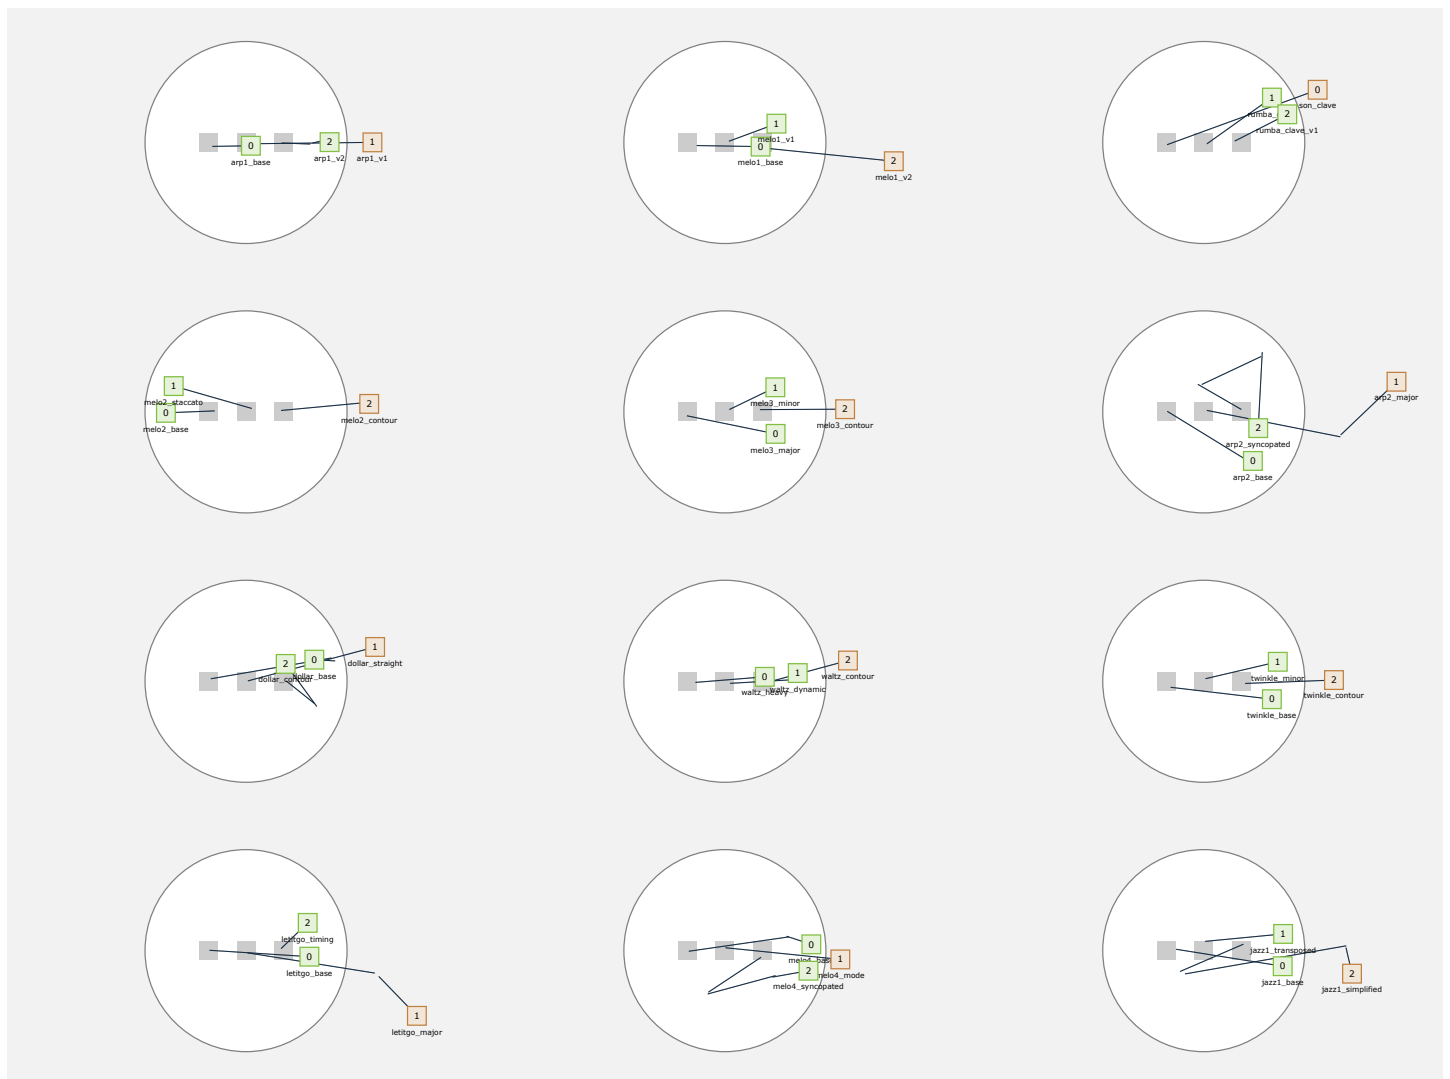 0 arp1_base
2 arp1_v2
1 arp1_v1
1 melo1_v1
0 melo1_base
2 melo1_v2
0 son_clave
1 rumba_
2 rumba_clave_v1
1 melo2_staccato
0 melo2_base
2 melo2_contour
1 melo3_minor
2 melo3_contour
0 melo3_major
1 arp2_major
2 arp2_syncopated
0 arp2_base
1 dollar_straight
0 dollar_base
2 dollar_contour
2 waltz_contour
0 waltz_heavy
1 waltz_dynamic
1 twinkle_minor
2 twinkle_contour
0 twinkle_base
2 letitgo_timing
0 letitgo_base
1 letitgo_major
0 melo4_base
1 melo4_mode
2 melo4_syncopated
1 jazz1_transposed
0 jazz1_base
2 jazz1_simplified